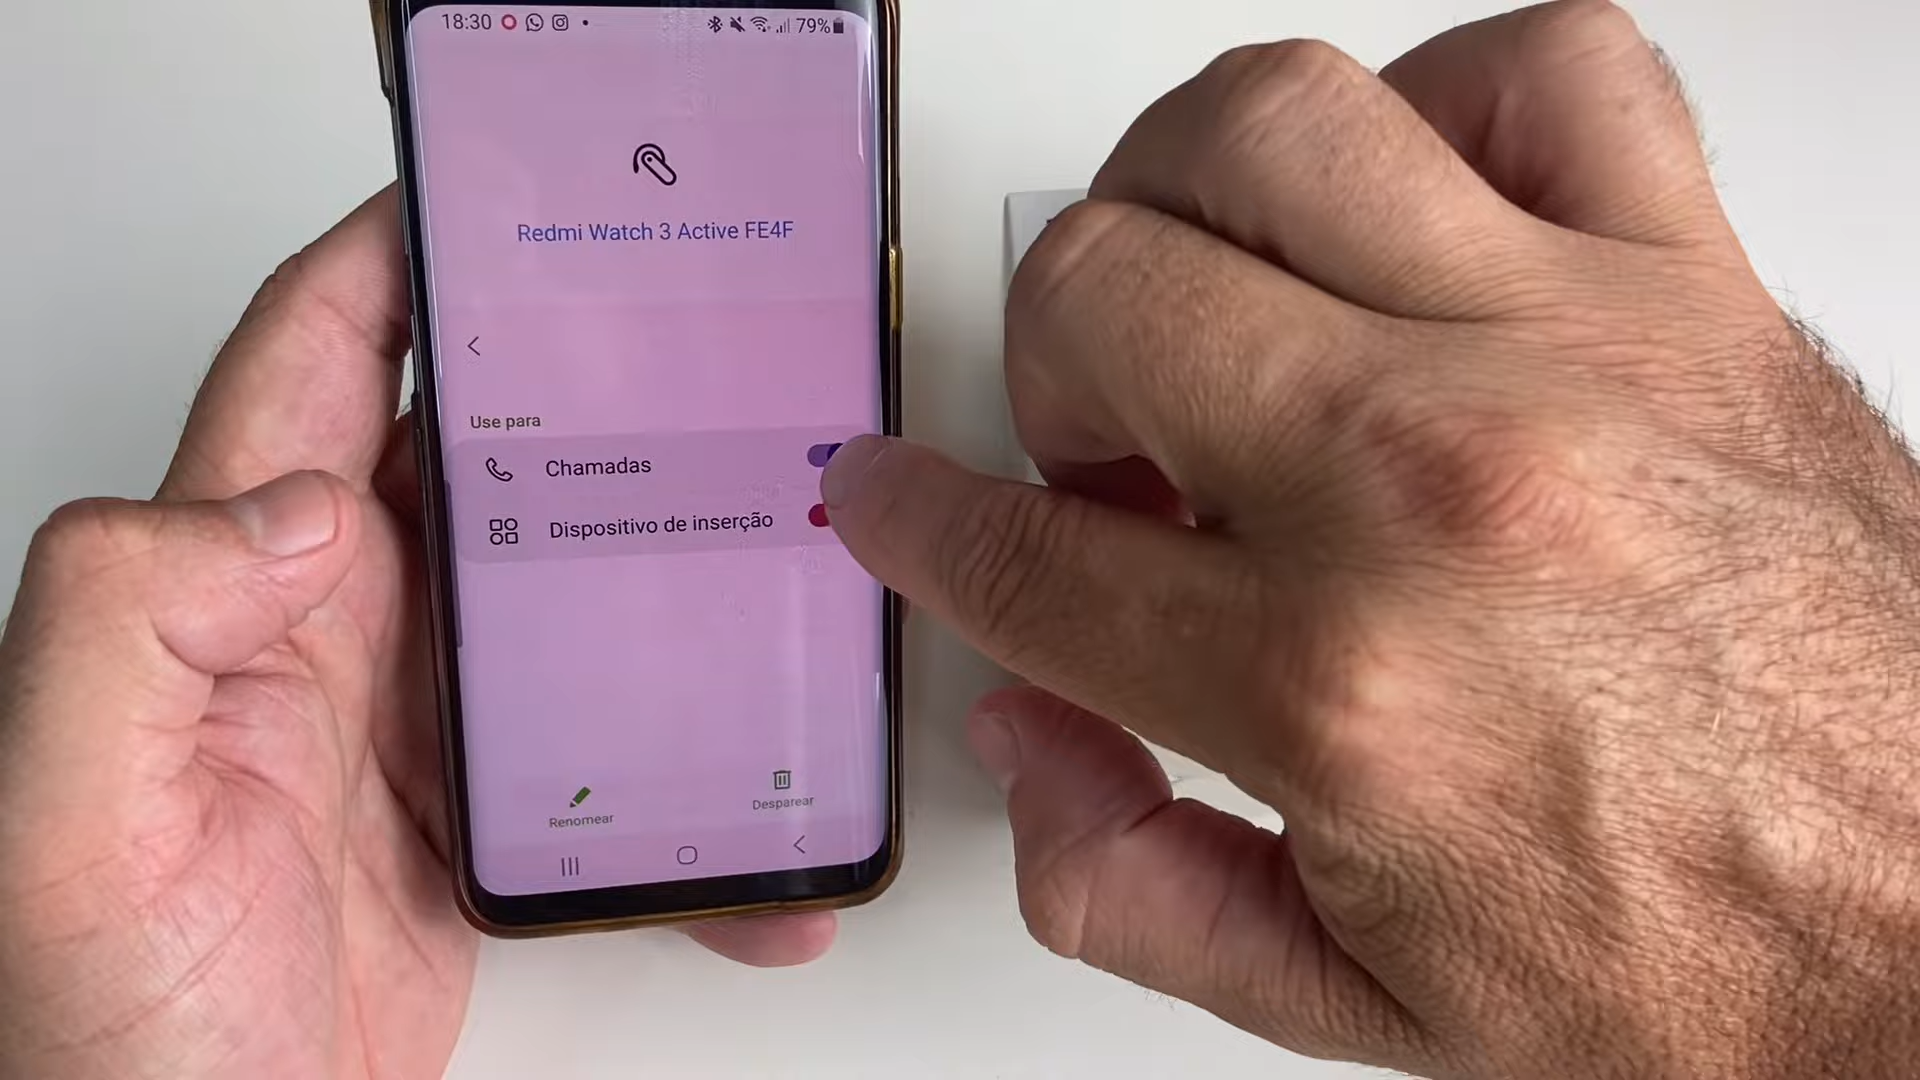 18:30 79%
Redmi Watch 3 Active FE4F
Use para
Chamadas
Dispositivo de inserção
Renomear
Desparear